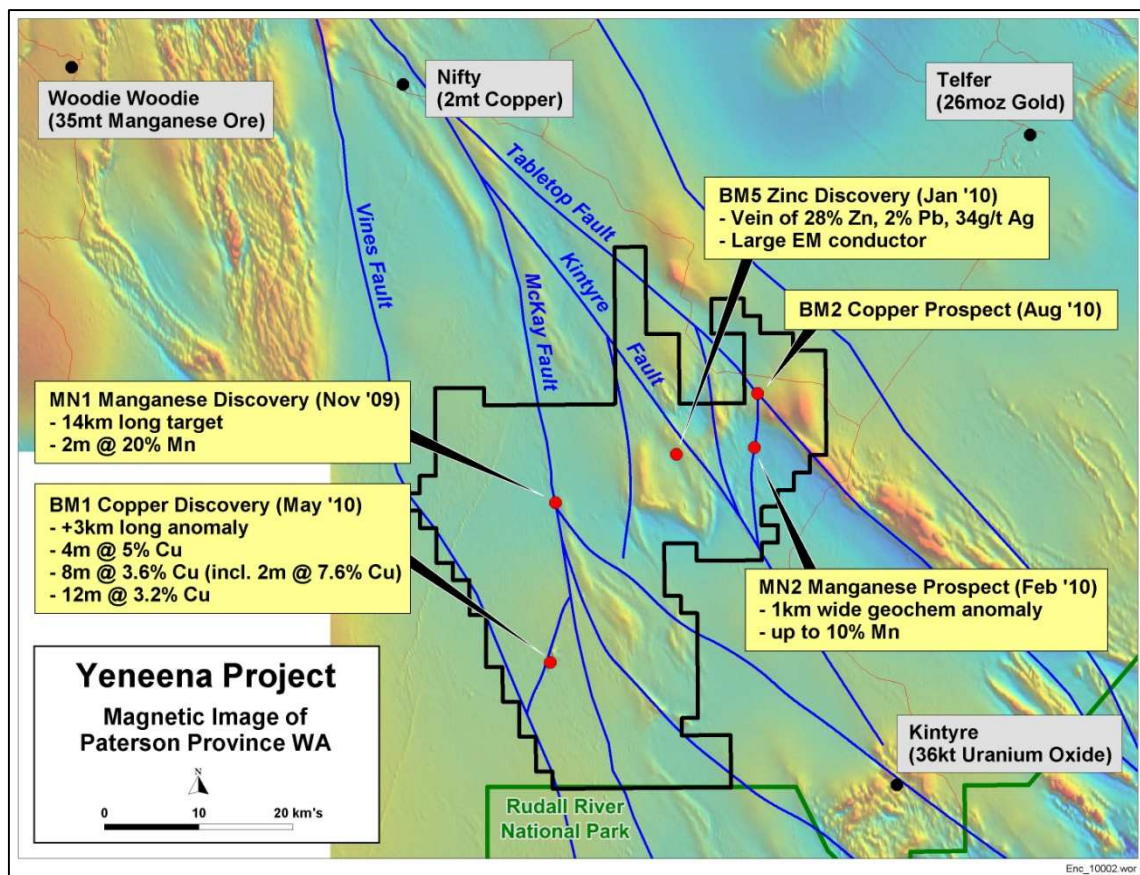 Woodie Woodie
(35mt Manganese Ore)
Nifty
(2mt Copper)
Telfer
(26moz Gold)
Vines Fault
Tabletop Fault
Kintyre
Fault
McKay Fault
BM5 Zinc Discovery (Jan '10)
- Vein of 28% Zn, 2% Pb, 34g/t Ag
- Large EM conductor
BM2 Copper Prospect (Aug '10)
MN1 Manganese Discovery (Nov '09)
- 14km long target
- 2m @ 20% Mn
BM1 Copper Discovery (May '10)
- +3km long anomaly
- 4m @ 5% Cu
- 8m @ 3.6% Cu (incl. 2m @ 7.6% Cu)
- 12m @ 3.2% Cu
MN2 Manganese Prospect (Feb '10)
- 1km wide geochem anomaly
- up to 10% Mn
Yeneena Project
Magnetic Image of
Paterson Province WA
N
0 10 20 km's
Kintyre
(36kt Uranium Oxide)
Rudall River
National Park
Enc_10002.wor